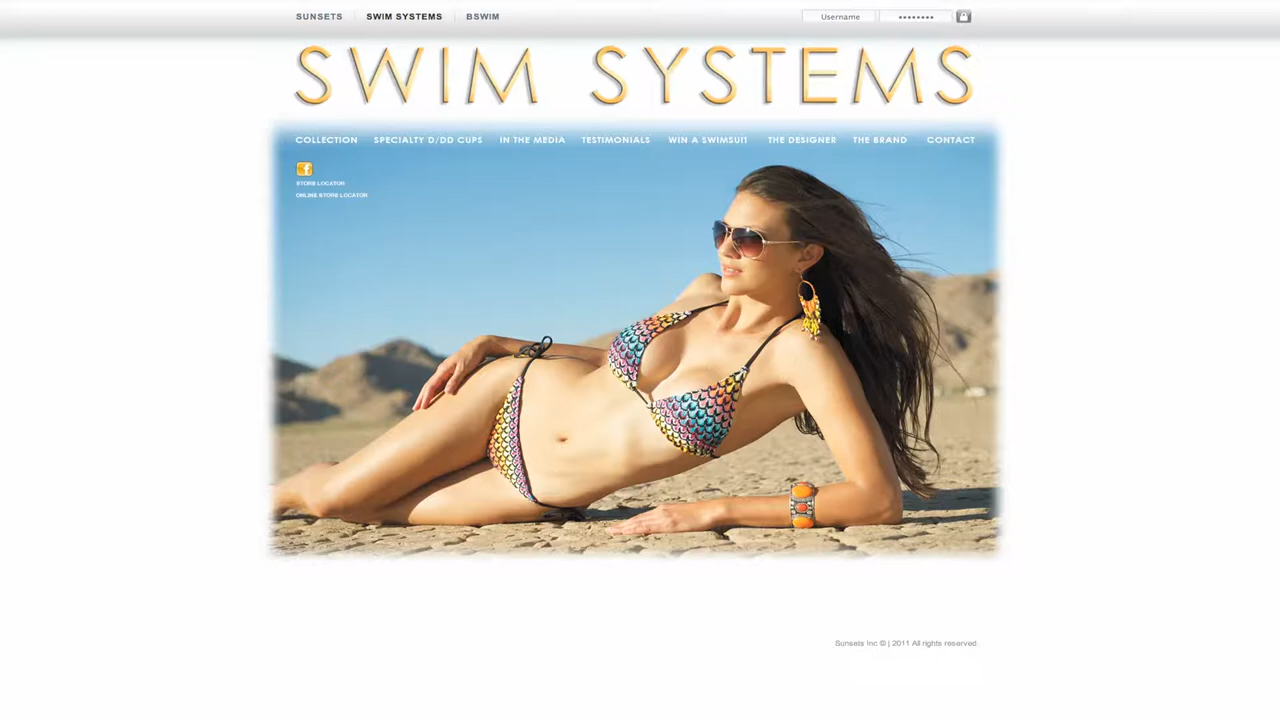 SUNSETS SWIM SYSTEMS BSWIM Username ••••••••
SWIM SYSTEMS
COLLECTION SPECIALTY D/DD CUPS IN THE MEDIA TESTIMONIALS WIN A SWIMSUIT THE DESIGNER THE BRAND CONTACT
f
STORE LOCATOR
ONLINE STORE LOCATOR
Sunsets Inc © | 2011 All rights reserved.